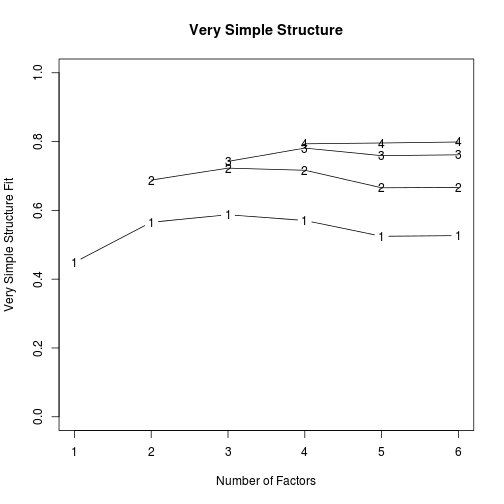 Very Simple Structure
Very Simple Structure Fit
1.0
0.8
0.6
0.4
0.2
0.0
4 4 4
3 3 3 3
2 2 2 2 2
1 1 1 1 1 1
1 2 3 4 5 6
Number of Factors